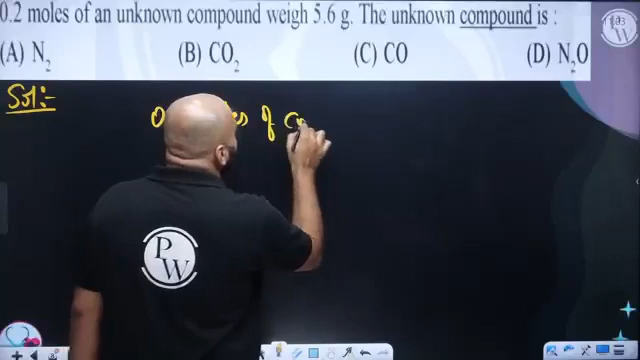 0.2 moles of an unknown compound weigh 5.6 g. The unknown compound is :
(A) N₂ (B) CO₂ (C) CO (D) N₂O
Sol:-
of
PW
PW